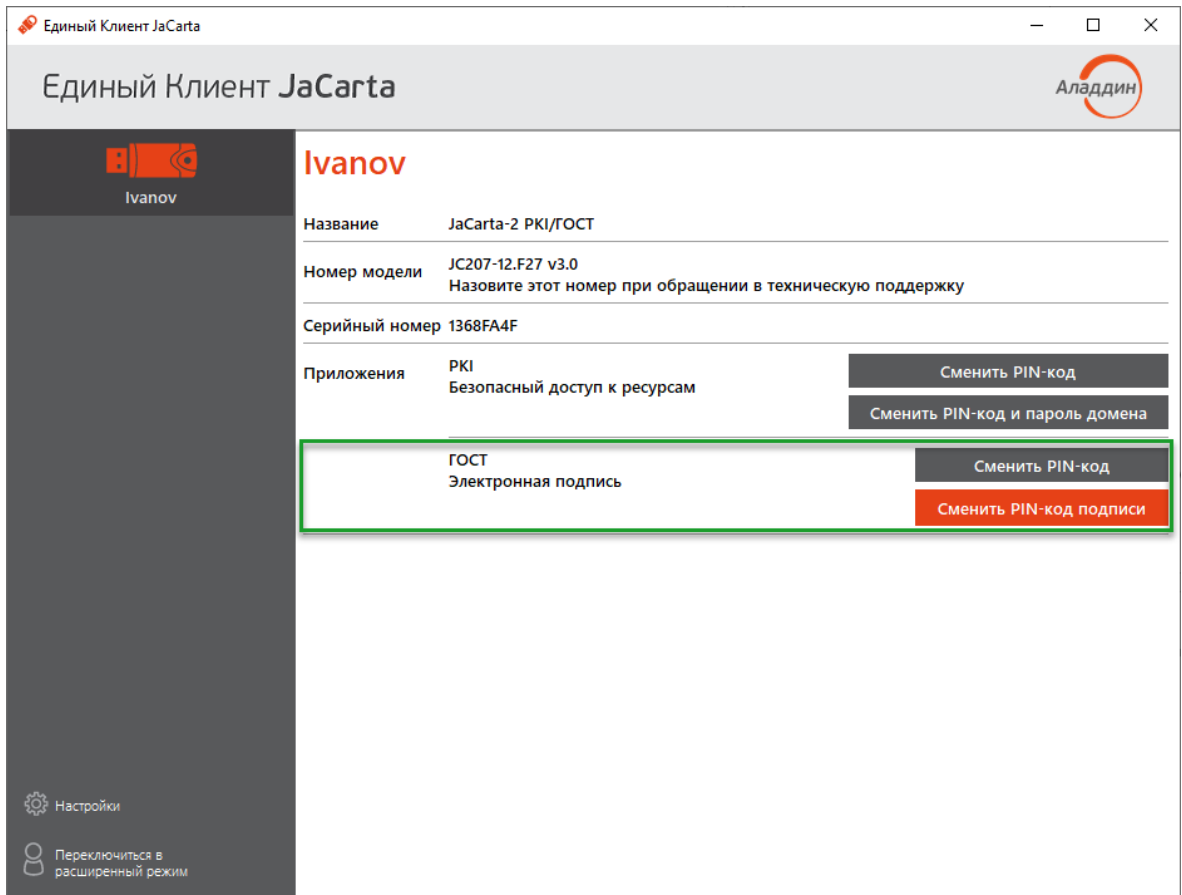 Единый Клиент JaCarta
Единый Клиент JaCarta
Аладдин
Ivanov
Ivanov
Название JaCarta-2 PKI/ГОСТ
Номер модели JC207-12.F27 v3.0
Назовите этот номер при обращении в техническую поддержку
Серийный номер 1368FA4F
Приложения PKI
Безопасный доступ к ресурсам
Сменить PIN-код
Сменить PIN-код и пароль домена
ГОСТ
Электронная подпись
Сменить PIN-код
Сменить PIN-код подписи
Настройки
Переключиться в
расширенный режим